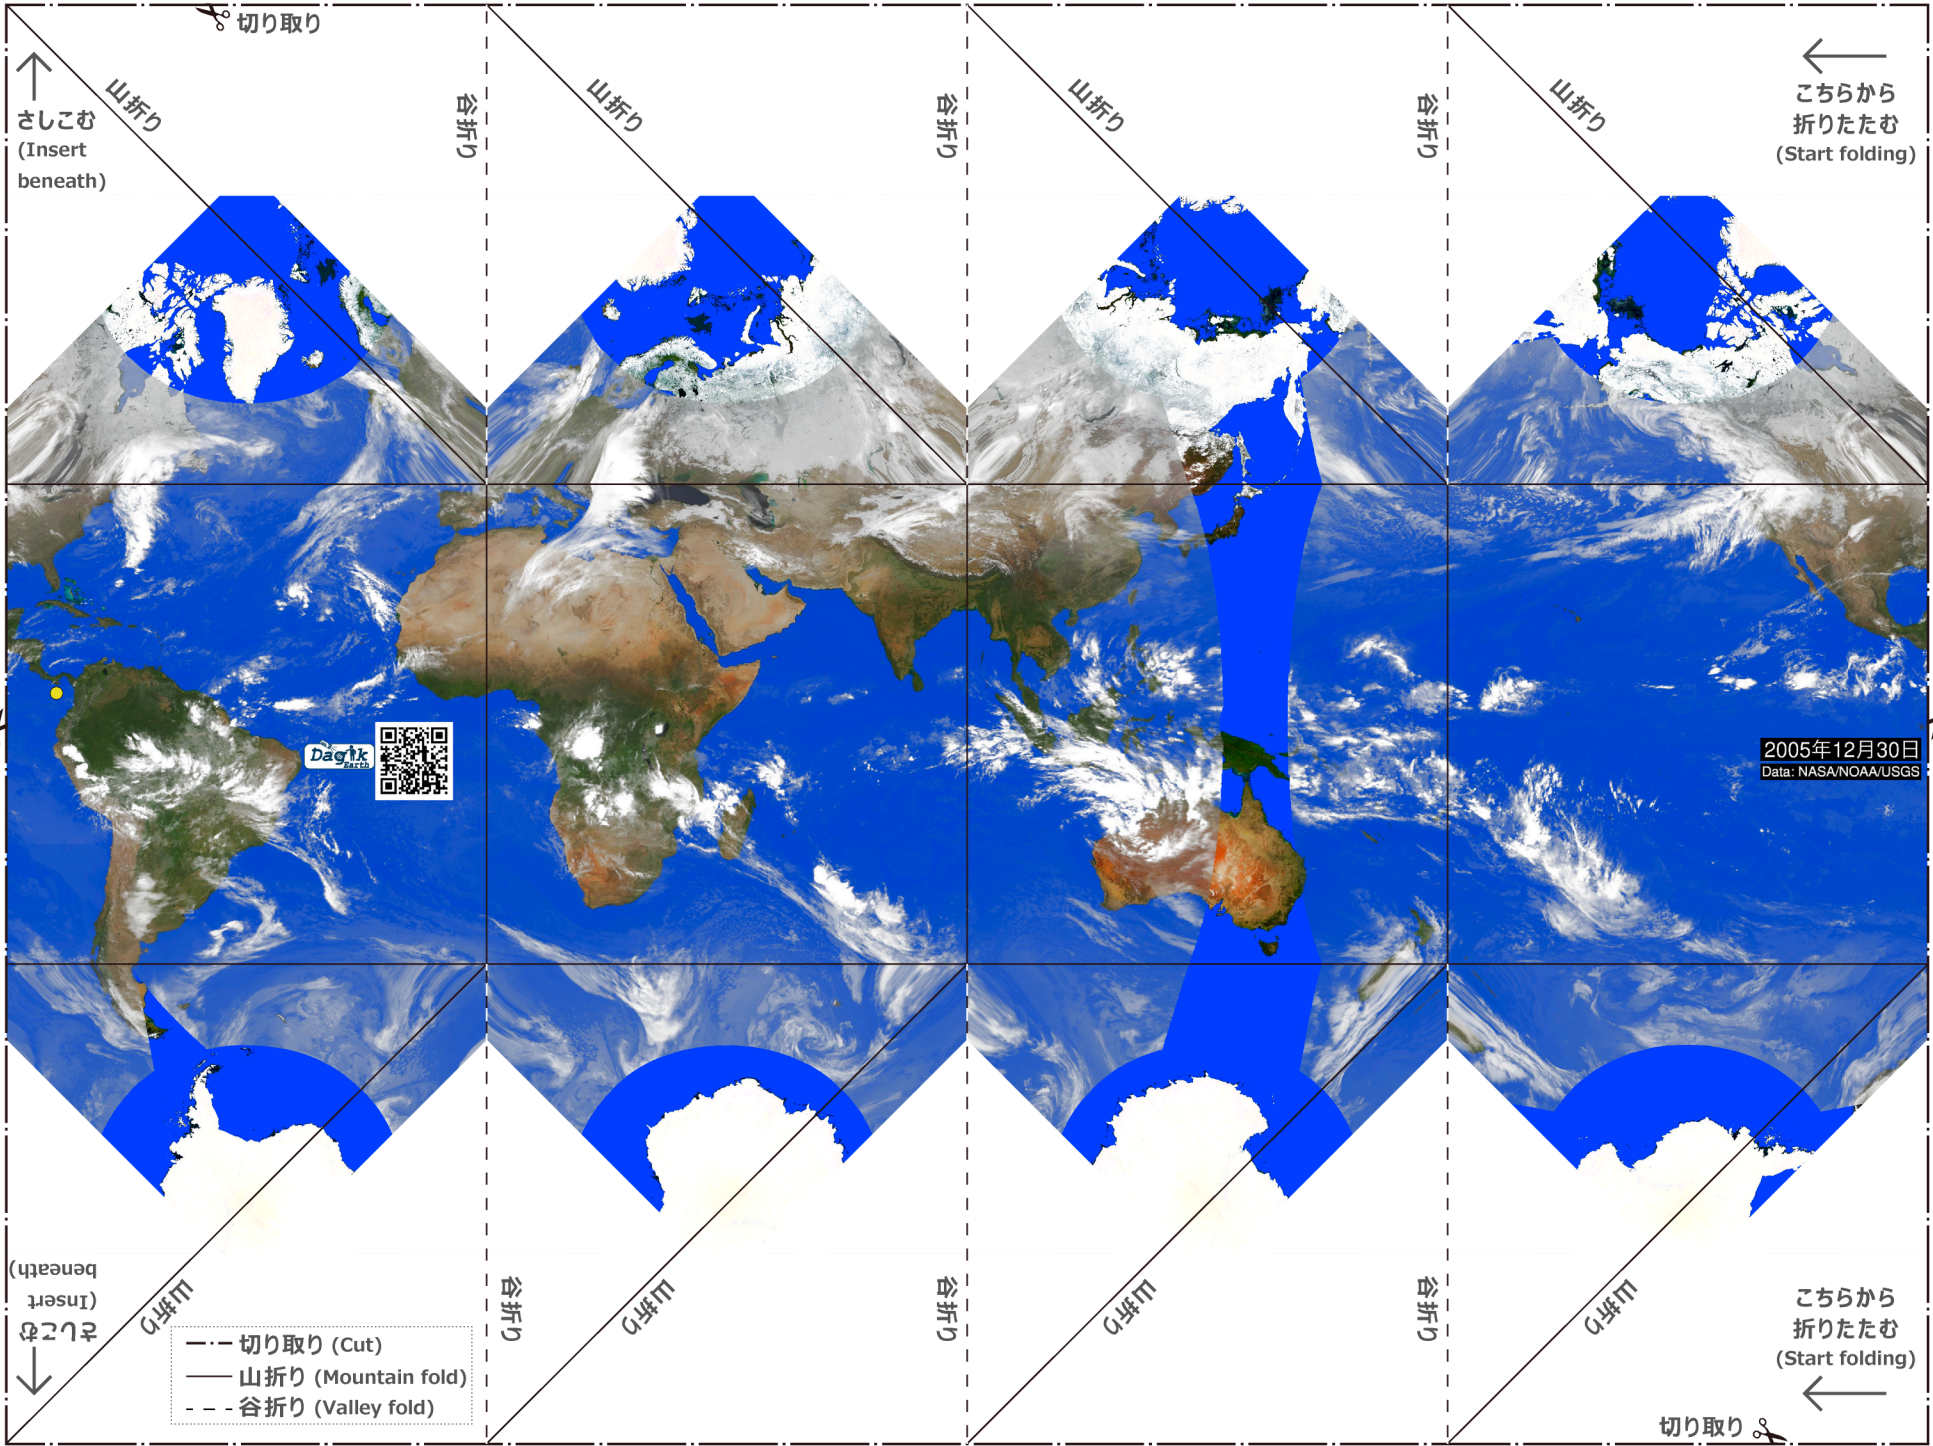 切り取り
さしこむ
(Insert
beneath)
山折り
谷折り
山折り
谷折り
山折り
谷折り
山折り
こちらから
折りたたむ
(Start folding)
Dagik
Earth
2005年12月30日
Data: NASA/NOAA/USGS
さしこむ
(Insert
beneath)
山折り
谷折り
山折り
谷折り
山折り
谷折り
山折り
こちらから
折りたたむ
(Start folding)
切り取り (Cut)
山折り (Mountain fold)
谷折り (Valley fold)
切り取り